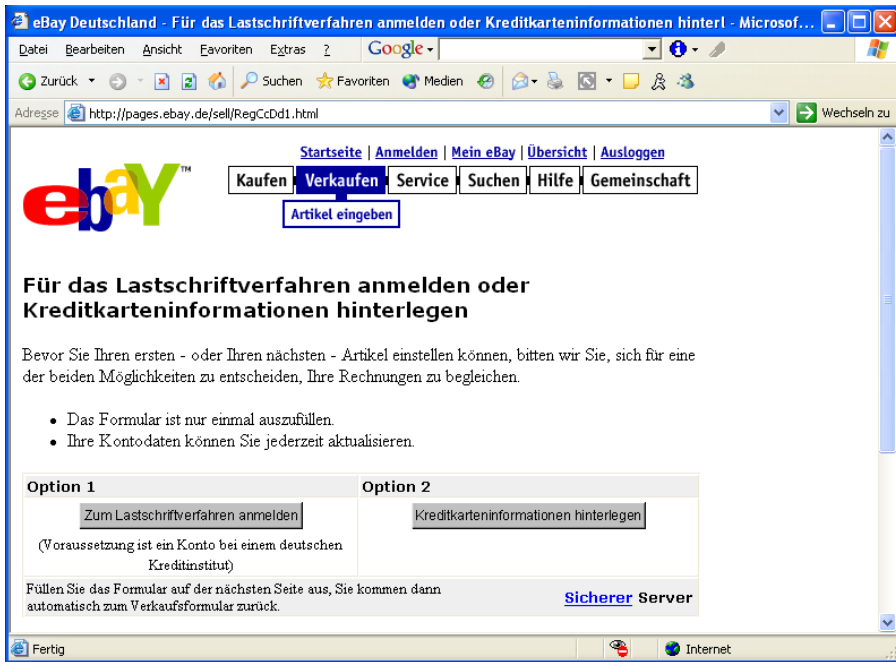 eBay Deutschland - Für das Lastschriftverfahren anmelden oder Kreditkarteninformationen hinterl - Microsof...
Datei Bearbeiten Ansicht Favoriten Extras ? Google
Zurück Suchen Favoriten Medien
Adresse http://pages.ebay.de/sell/RegCcDd1.html Wechseln zu
Startseite | Anmelden | Mein eBay | Übersicht | Ausloggen
ebaY™
Kaufen Verkaufen Service Suchen Hilfe Gemeinschaft
Artikel eingeben
Für das Lastschriftverfahren anmelden oder
Kreditkarteninformationen hinterlegen
Bevor Sie Ihren ersten - oder Ihren nächsten - Artikel einstellen können, bitten wir Sie, sich für eine
der beiden Möglichkeiten zu entscheiden, Ihre Rechnungen zu begleichen.
• Das Formular ist nur einmal auszufüllen.
• Ihre Kontodaten können Sie jederzeit aktualisieren.
Option 1 Option 2
Zum Lastschriftverfahren anmelden Kreditkarteninformationen hinterlegen
(Voraussetzung ist ein Konto bei einem deutschen
Kreditinstitut)
Füllen Sie das Formular auf der nächsten Seite aus, Sie kommen dann
automatisch zum Verkaufsformular zurück.
Sicherer Server
Fertig Internet